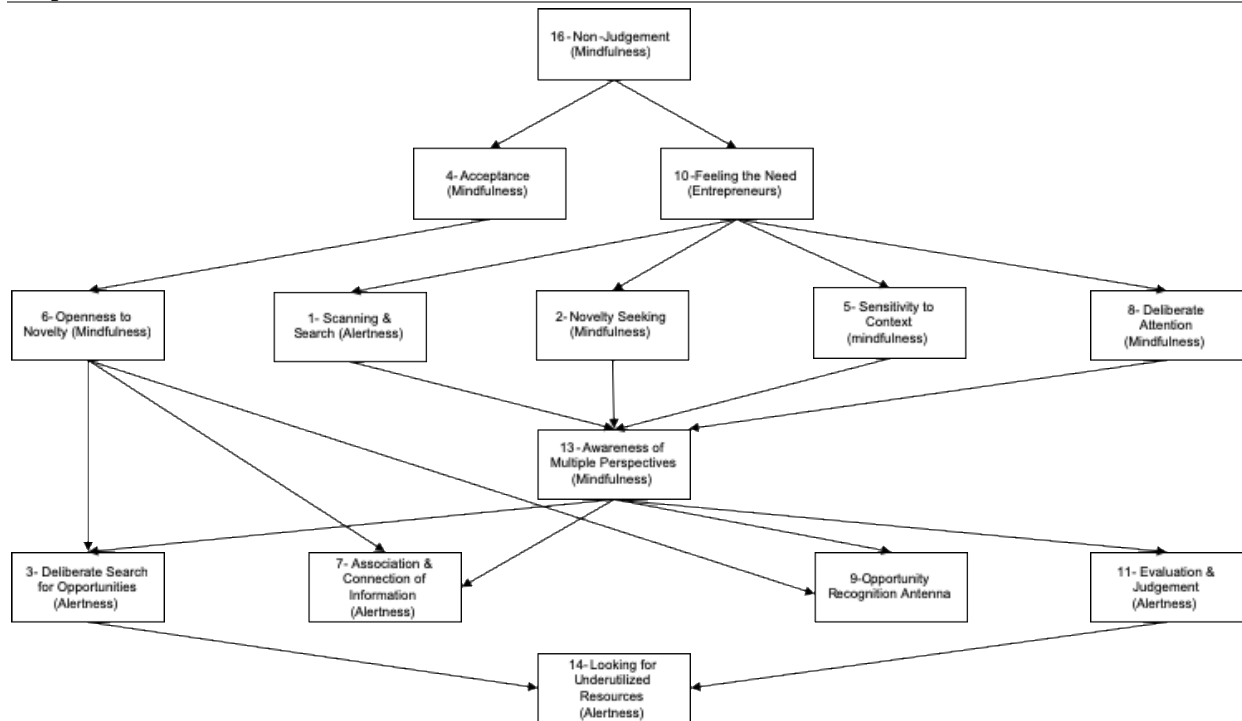 16- Non-Judgement
(Mindfulness)
4- Acceptance
(Mindfulness)
10-Feeling the Need
(Entrepreneurs)
6- Openness to
Novelty (Mindfulness)
1- Scanning &
Search (Alertness)
2- Novelty Seeking
(Mindfulness)
5- Sensitivity to
Context
(mindfulness)
8- Deliberate
Attention
(Mindfulness)
13- Awareness of
Multiple Perspectives
(Mindfulness)
3- Deliberate Search
for Opportunities
(Alertness)
7- Association &
Connection of
Information
(Alertness)
9-Opportunity
Recognition Antenna
11- Evaluation &
Judgement
(Alertness)
14- Looking for
Underutilized
Resources
(Alertness)